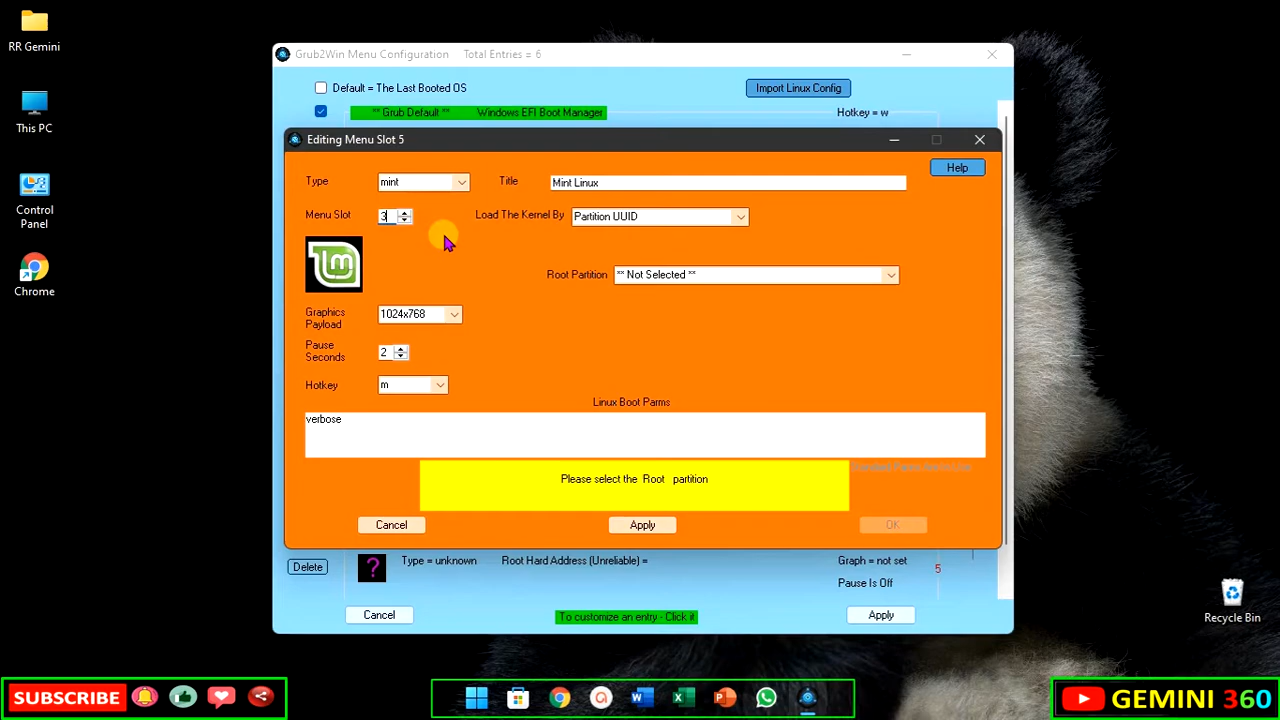 RR Gemini
This PC
Control
Panel
Chrome
Recycle Bin
Grub2Win Menu Configuration Total Entries = 6
Default = The Last Booted OS
Import Linux Config
** Grub Default ** Windows EFI Boot Manager
Hotkey = w
Editing Menu Slot 5
Help
Type mint
Title Mint Linux
Menu Slot 3
Load The Kernel By Partition UUID
Root Partition ** Not Selected **
Graphics
Payload
1024x768
Pause
Seconds
2
Hotkey m
Linux Boot Parms
verbose
Please select the Root partition
Cancel
Apply
OK
Delete
?
Type = unknown
Root Hard Address (Unreliable) =
Graph = not set
5
Pause Is Off
Cancel
To customize an entry - Click it
Apply
SUBSCRIBE
GEMINI 360